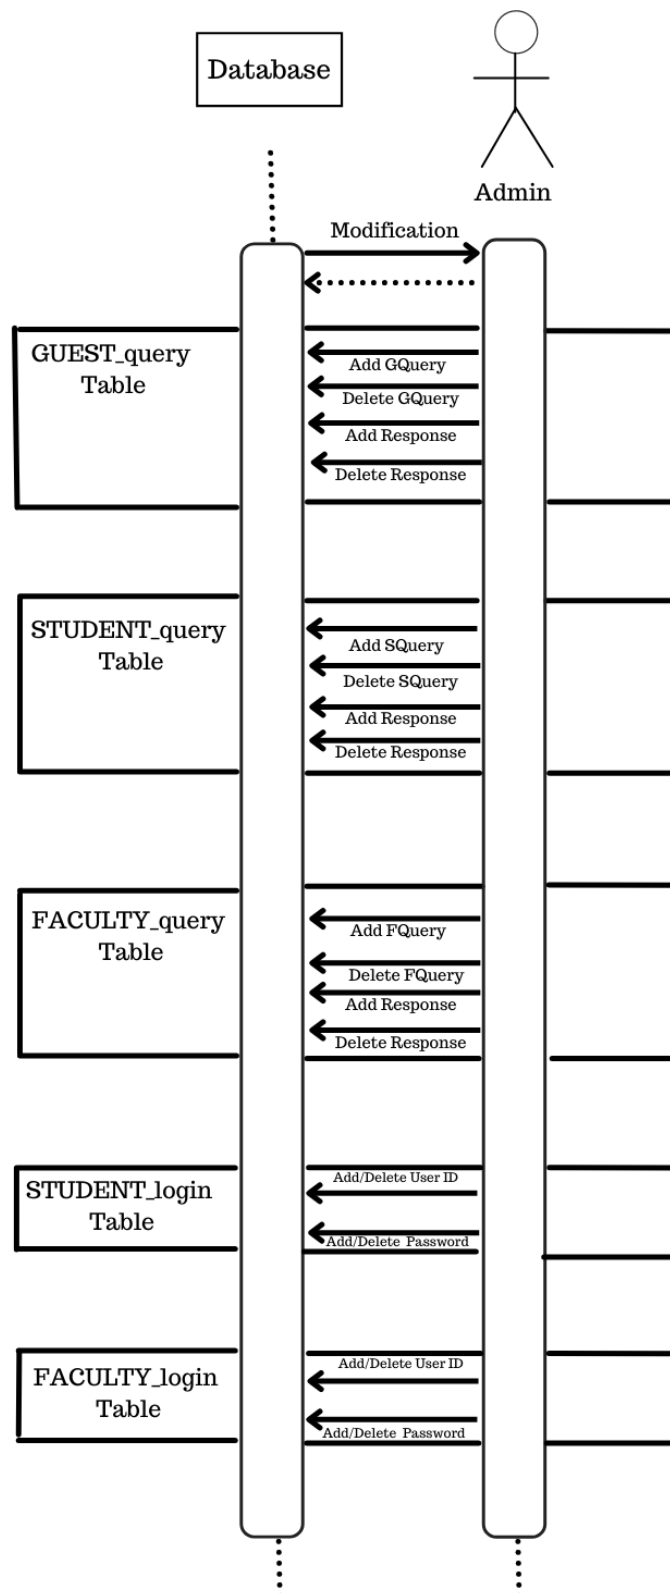 Database
Admin
Modification
GUEST_query
Table
Add GQuery
Delete GQuery
Add Response
Delete Response
STUDENT_query
Table
Add SQuery
Delete SQuery
Add Response
Delete Response
FACULTY_query
Table
Add FQuery
Delete FQuery
Add Response
Delete Response
STUDENT_login
Table
Add/Delete User ID
Add/Delete Password
FACULTY_login
Table
Add/Delete User ID
Add/Delete Password